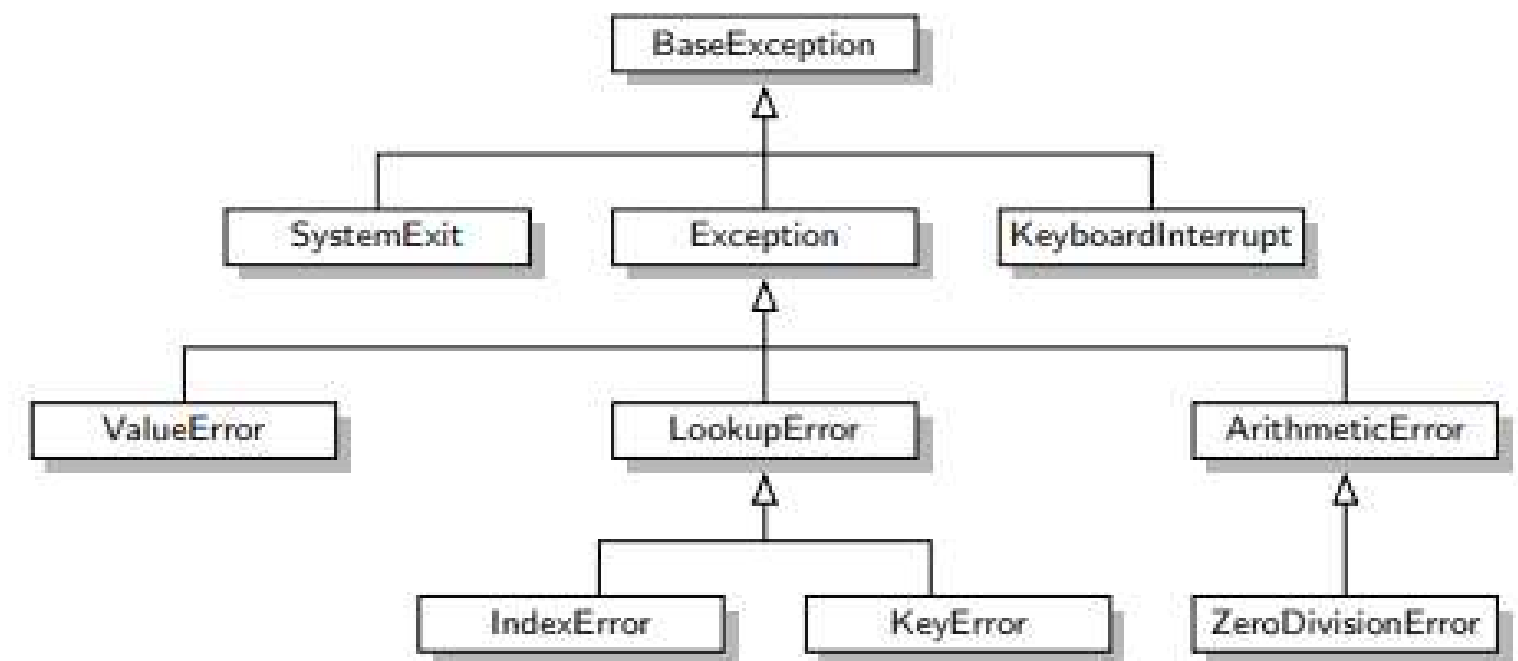 BaseException
SystemExit
Exception
KeyboardInterrupt
ValueError
LookupError
ArithmeticError
IndexError
KeyError
ZeroDivisionError